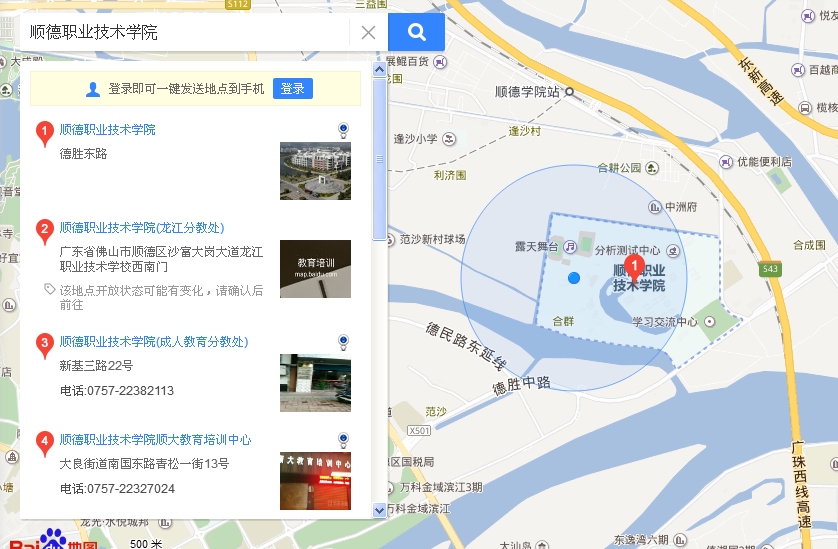 S112
三益围
顺德职业技术学院
登录即可一键发送地点到手机
登录
1
顺德职业技术学院
德胜东路
2
顺德职业技术学院(龙江分教处)
广东省佛山市顺德区沙富大岗大道龙江
职业技术学校西南门
该地点开放状态可能有变化，请确认后
前往
教育培训
map.baidu.com
3
顺德职业技术学院(成人教育分教处)
新基三路22号
电话:0757-22382113
4
顺德职业技术学院顺大教育培训中心
大良街道南国东路青松一街13号
电话:0757-22327024
大教育培训中心
展鲲百货
顺德学院站
东新高速
百越商
榄核
逢沙村
逢沙小学
利济围
合耕公园
优能便利店
中洲府
范沙新村球场
露天舞台
分析测试中心
合成围
S43
1
顺德职业
技术学院
合群
学习交流中心
德民路东延线
德胜中路
范沙
X501
区国税局
万科金域滨江3期
万科金域滨江
广珠西线高速
龙光·水悦城邦
Bai 地图
500 米
大汕岛
东逸湾六期